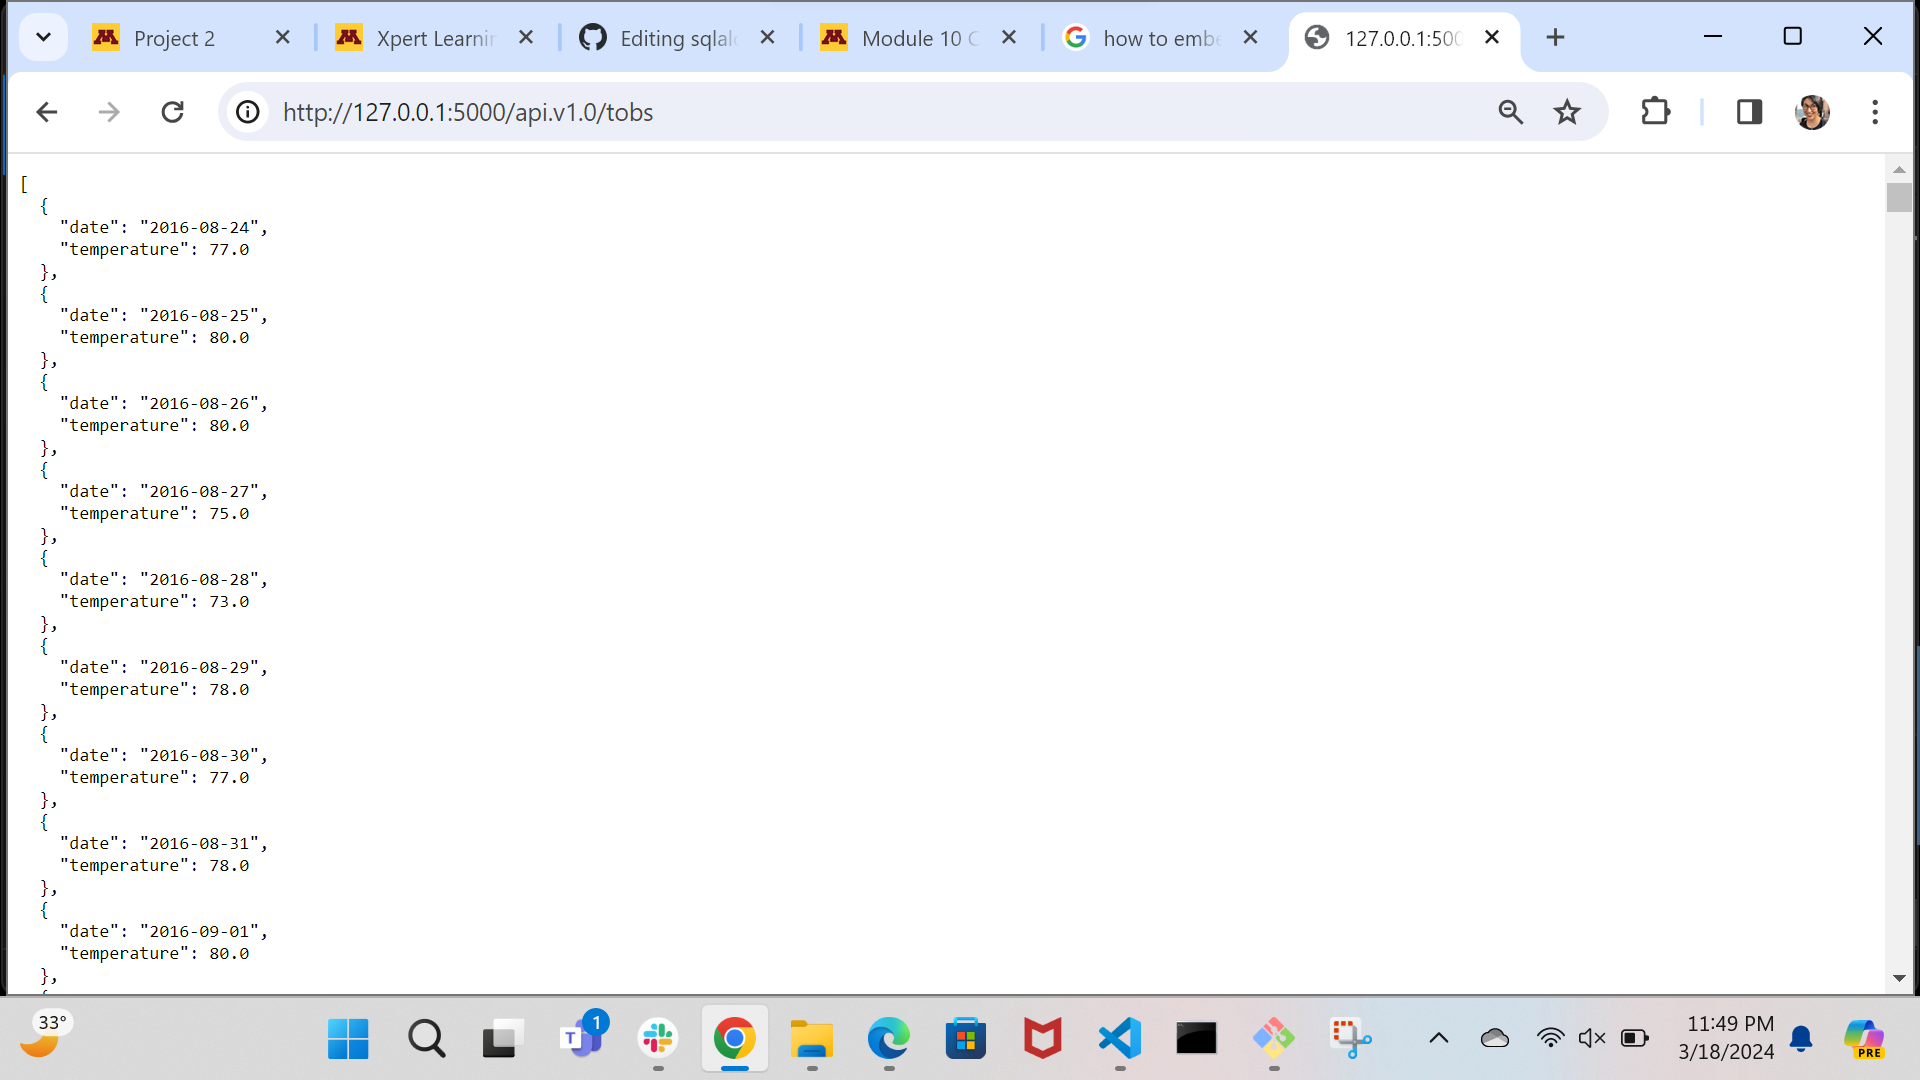 Project 2
Xpert Learnin
Editing sqlal
Module 10 C
how to embe
127.0.0.1:500
http://127.0.0.1:5000/api.v1.0/tobs
[
{
"date": "2016-08-24",
"temperature": 77.0
},
{
"date": "2016-08-25",
"temperature": 80.0
},
{
"date": "2016-08-26",
"temperature": 80.0
},
{
"date": "2016-08-27",
"temperature": 75.0
},
{
"date": "2016-08-28",
"temperature": 73.0
},
{
"date": "2016-08-29",
"temperature": 78.0
},
{
"date": "2016-08-30",
"temperature": 77.0
},
{
"date": "2016-08-31",
"temperature": 78.0
},
{
"date": "2016-09-01",
"temperature": 80.0
},
33°
1
T
11:49 PM
3/18/2024
PRE